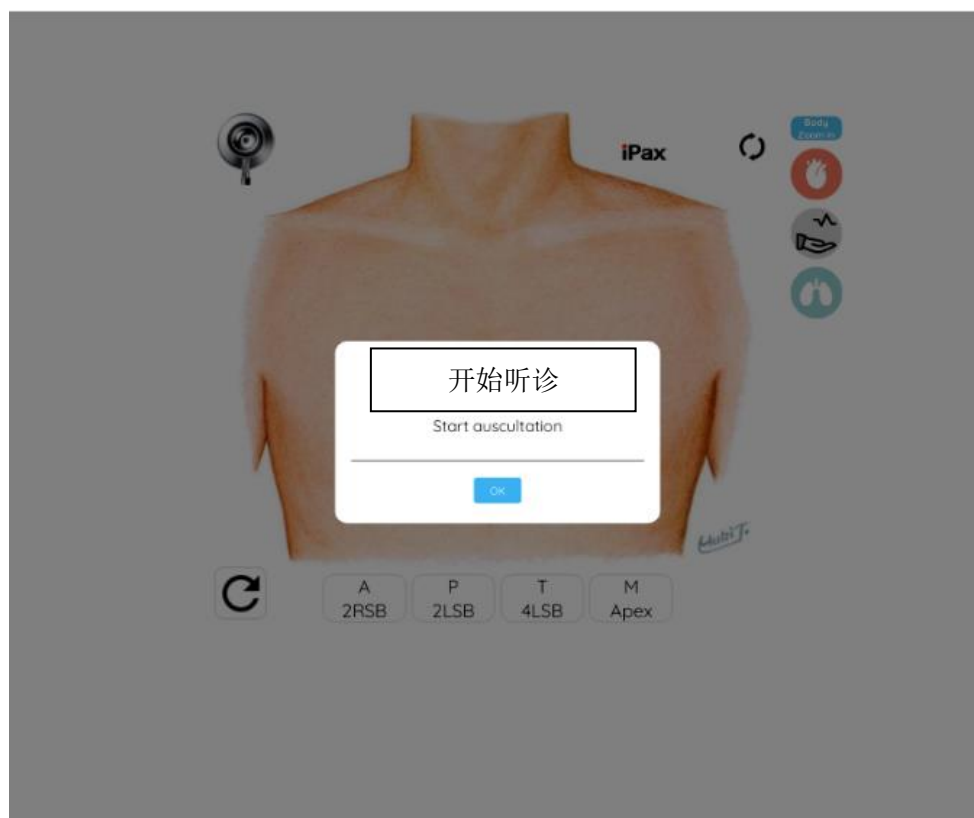 iPax
Body
Zoom in
开始听诊
Start auscultation
OK
A
2RSB
P
2LSB
T
4LSB
M
Apex